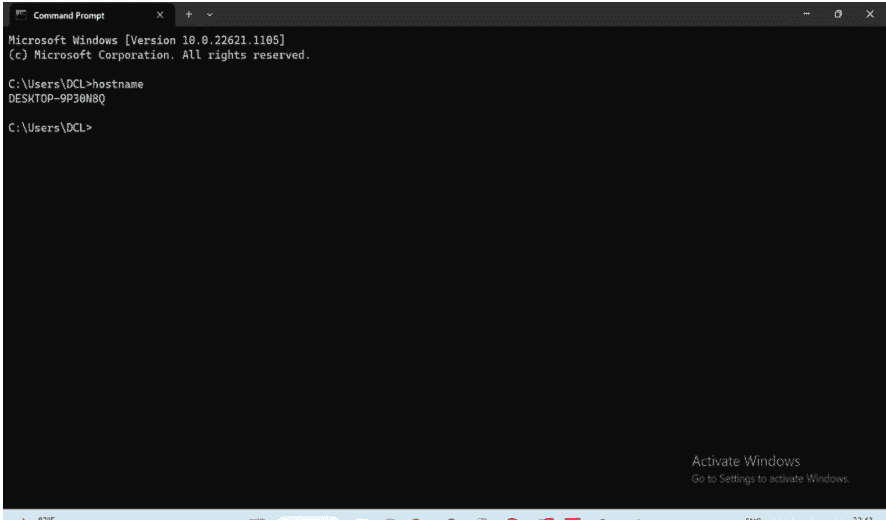 Command Prompt
Microsoft Windows [Version 10.0.22621.1105]
(c) Microsoft Corporation. All rights reserved.
C:\Users\DCL>hostname
DESKTOP-9P30N8Q
C:\Users\DCL>
Activate Windows
Go to Settings to activate Windows.